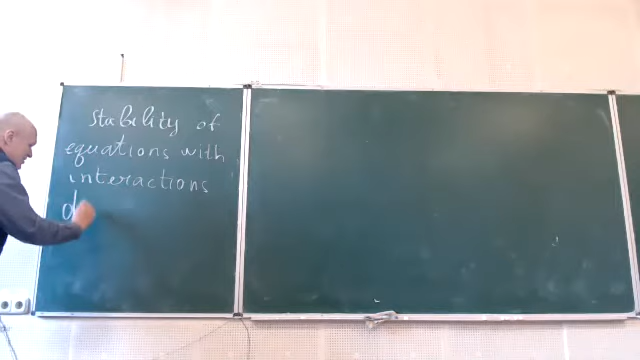 stability of
equations with
interactions
d